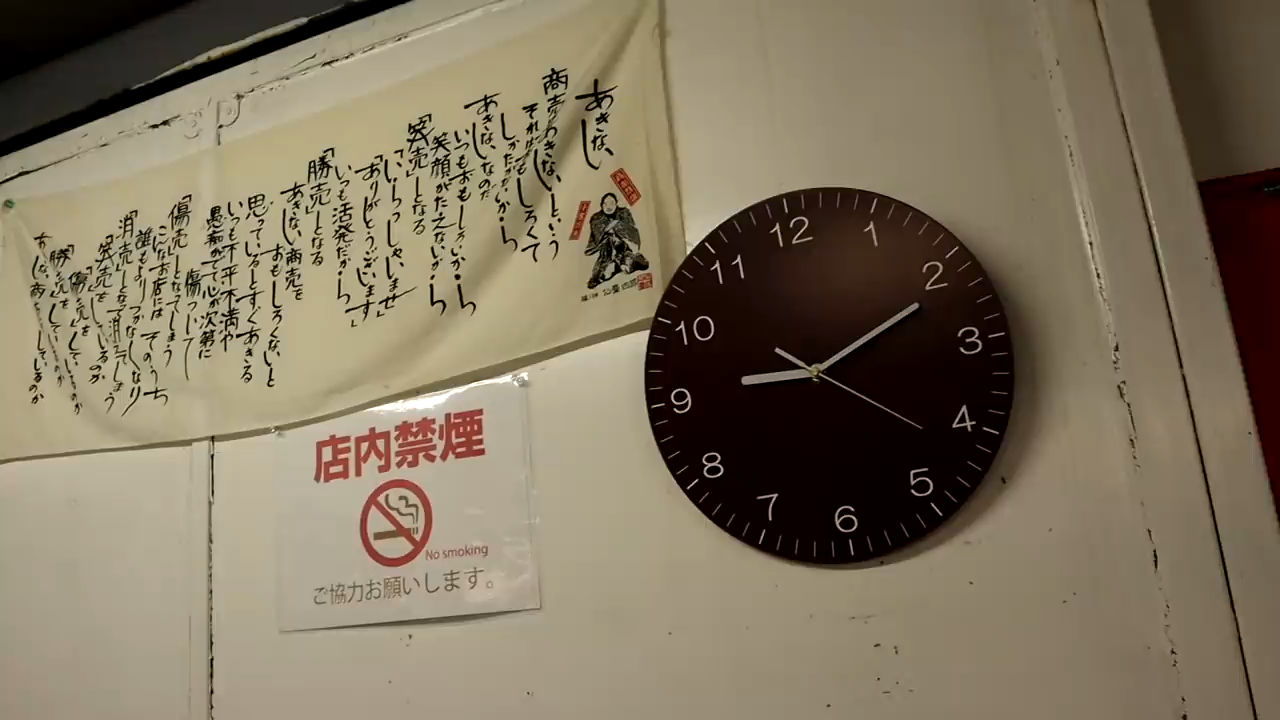 あきない
商売あきないという
それはおもしろくて
しかたがないから
あきないなのだ
いつもおもしろいから
笑顔がたえないから
「笑売」となる
「いらっしゃいませ」
「ありがとうございます」
いつも活発だから
「勝売」となる
あきない商売を
おもしろくないと
思っているとすぐあきる
いつも不平不満や
愚痴がでて心が次第に
傷ついて
「傷売」となってしまう
こんなお店には そのうち
誰もよりつかなくなり
「消売」となって消えてしまう
「笑売」をしているのか
「傷売」をしているのか
「勝売」をしているのか
12
1
2
3
4
5
6
7
8
9
10
11
店内禁煙
No smoking
ご協力お願いします。